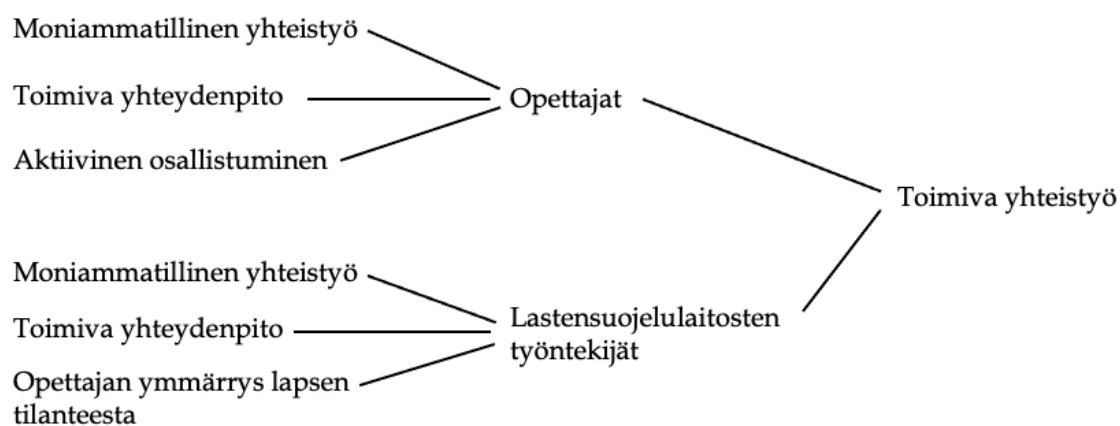 Moniammatillinen yhteistyö
Toimiva yhteydenpito
Opettajat
Aktiivinen osallistuminen
Toimiva yhteistyö
Moniammatillinen yhteistyö
Toimiva yhteydenpito
Lastensuojelulaitosten
työntekijät
Opettajan ymmärrys lapsen
tilanteesta